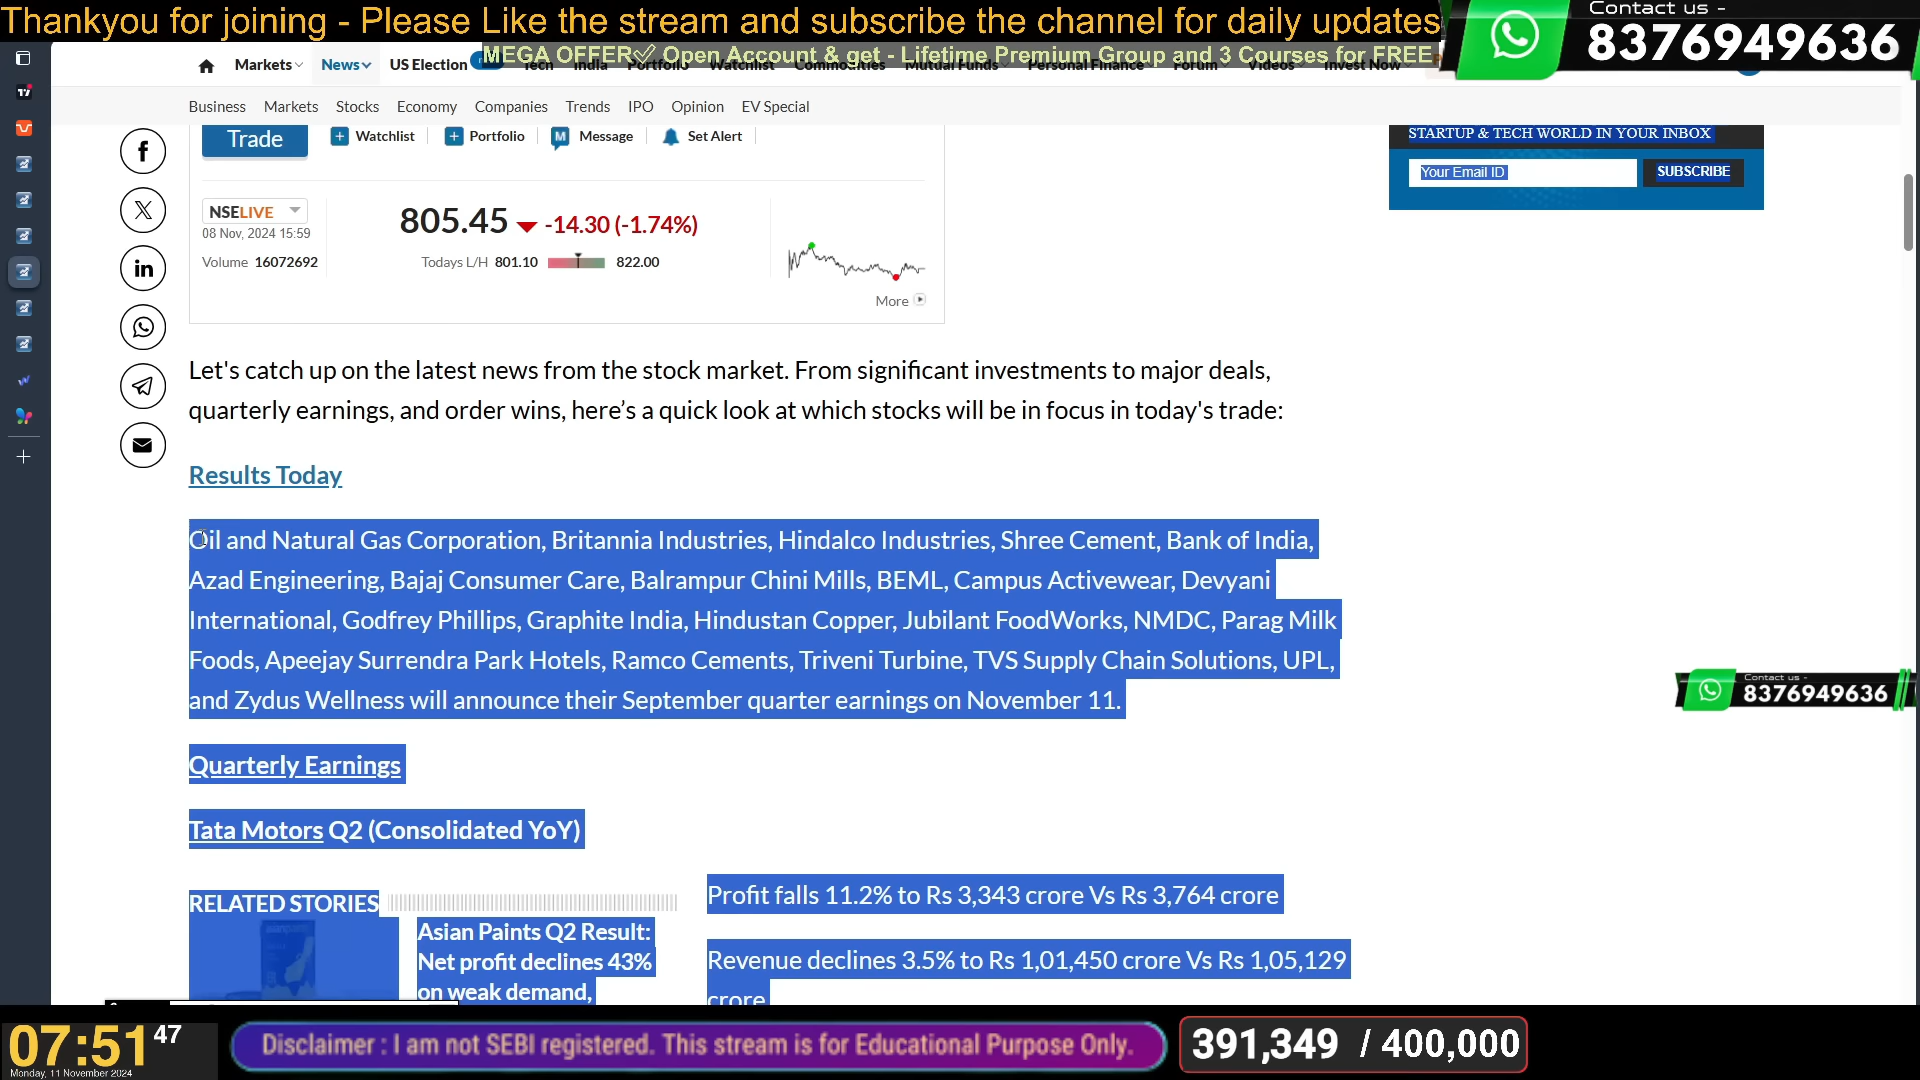 Thankyou for joining - Please Like the stream and subscribe the channel for daily updates
Contact us -
8376949636
MEGA OFFER✅ Open Account & get - Lifetime Premium Group and 3 Courses for FREE
Markets News US Election Tech India Portfolio Watchlist Commodities Mutual Funds Personal Finance Forum Videos Invest Now
Business Markets Stocks Economy Companies Trends IPO Opinion EV Special
Trade
+ Watchlist + Portfolio M Message Set Alert
STARTUP & TECH WORLD IN YOUR INBOX
Your Email ID SUBSCRIBE
NSELIVE
08 Nov, 2024 15:59
805.45 -14.30 (-1.74%)
Volume 16072692
Todays L/H 801.10 822.00
More
Let's catch up on the latest news from the stock market. From significant investments to major deals,
quarterly earnings, and order wins, here’s a quick look at which stocks will be in focus in today's trade:
Results Today
Oil and Natural Gas Corporation, Britannia Industries, Hindalco Industries, Shree Cement, Bank of India,
Azad Engineering, Bajaj Consumer Care, Balrampur Chini Mills, BEML, Campus Activewear, Devyani
International, Godfrey Phillips, Graphite India, Hindustan Copper, Jubilant FoodWorks, NMDC, Parag Milk
Foods, Apeejay Surrendra Park Hotels, Ramco Cements, Triveni Turbine, TVS Supply Chain Solutions, UPL,
and Zydus Wellness will announce their September quarter earnings on November 11.
Contact us -
8376949636
Quarterly Earnings
Tata Motors Q2 (Consolidated YoY)
RELATED STORIES
Asian Paints Q2 Result:
Net profit declines 43%
on weak demand,
Profit falls 11.2% to Rs 3,343 crore Vs Rs 3,764 crore
Revenue declines 3.5% to Rs 1,01,450 crore Vs Rs 1,05,129
crore
07:51 47
Monday, 11 November 2024
Disclaimer : I am not SEBI registered. This stream is for Educational Purpose Only.
391,349 / 400,000